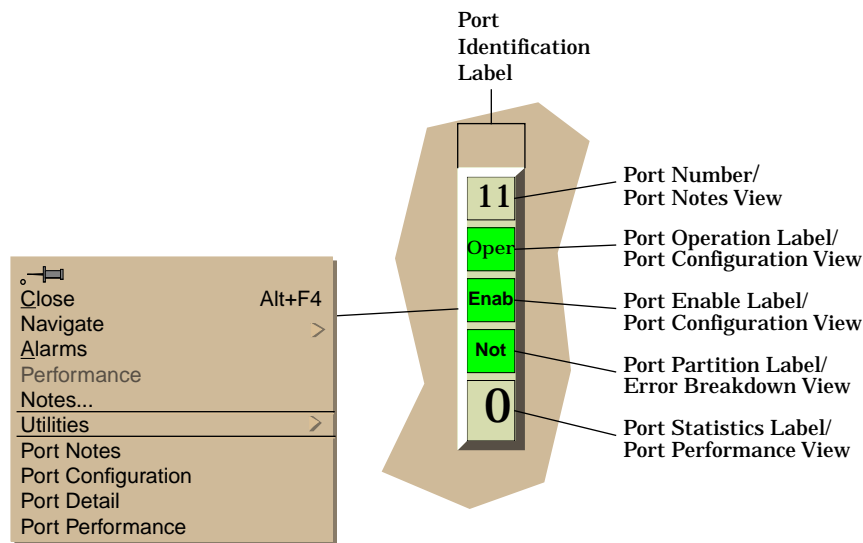 Port
Identification
Label
11
Oper
Enab
Not
0
Port Number/
Port Notes View
Port Operation Label/
Port Configuration View
Port Enable Label/
Port Configuration View
Port Partition Label/
Error Breakdown View
Port Statistics Label/
Port Performance View
Close Alt+F4
Navigate
Alarms
Performance
Notes...
Utilities
Port Notes
Port Configuration
Port Detail
Port Performance